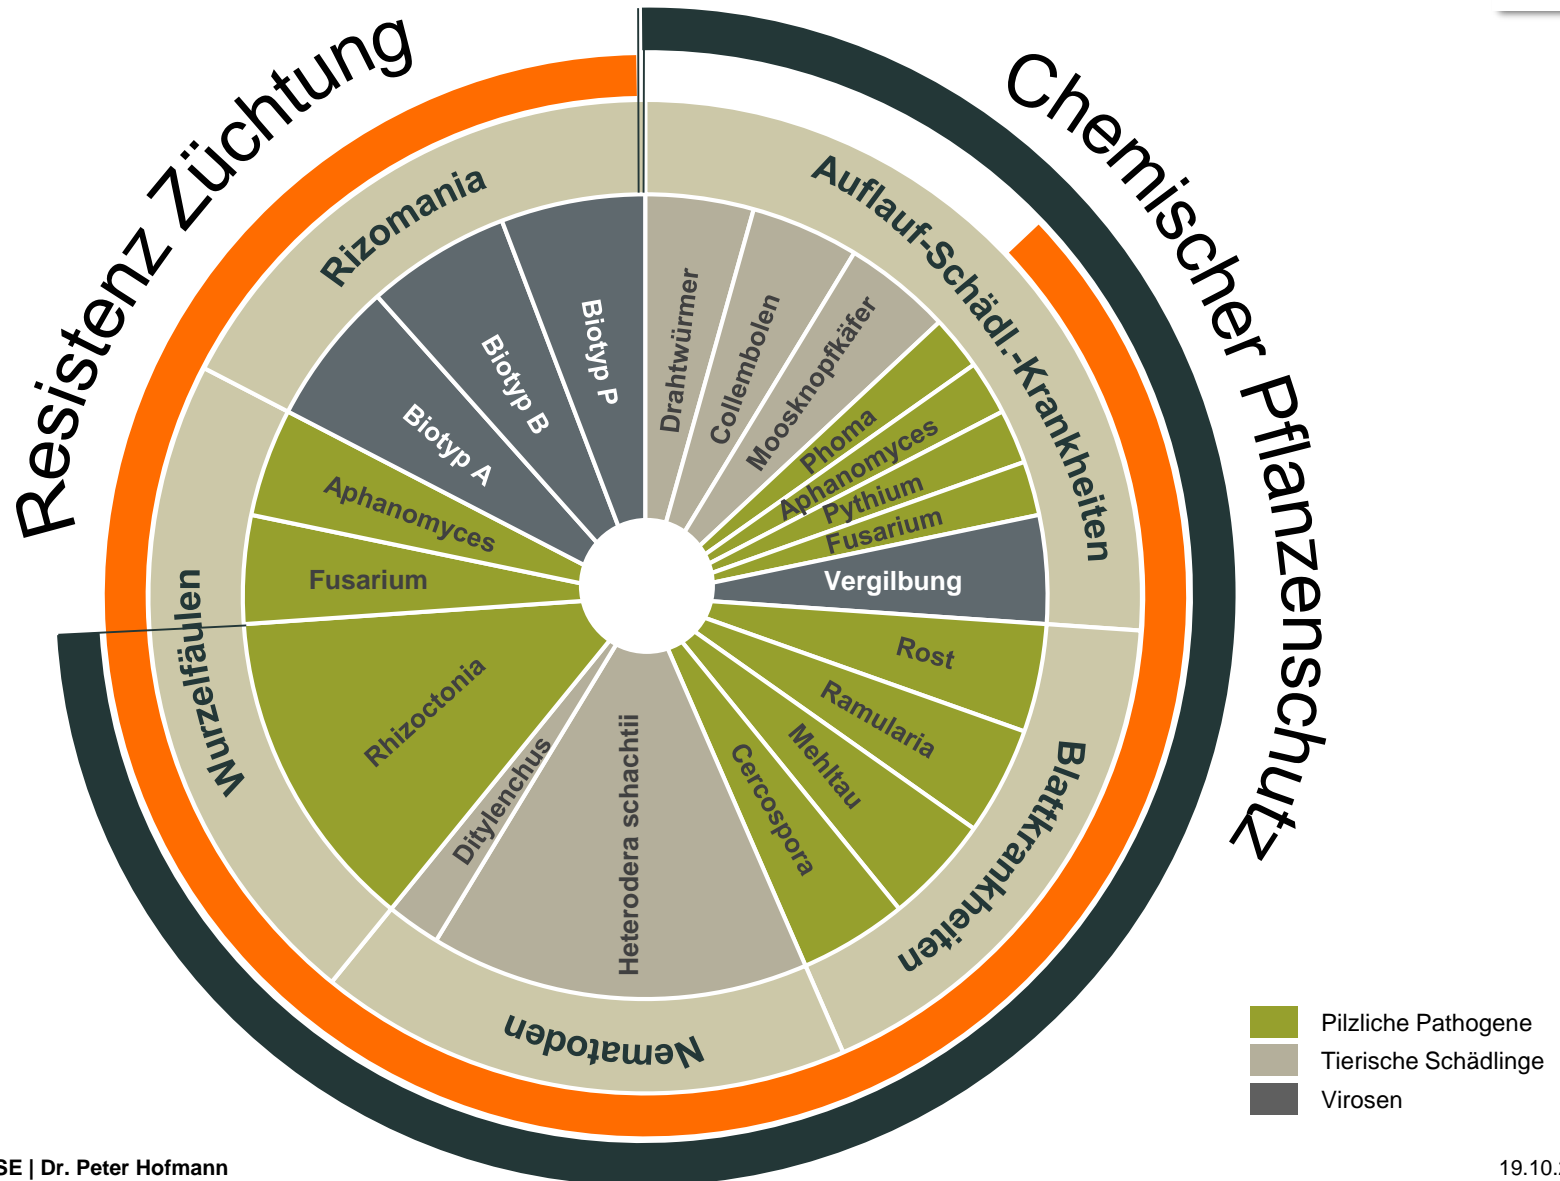 Resistenz Züchtung
Chemischer Pflanzenschutz
Rizomania
Auflauf-Schädl.-Krankheiten
Blattkrankheiten
Nematoden
Wurzelfäulen
Biotyp A
Biotyp B
Biotyp P
Drahtwürmer
Collembolen
Moosknopfkäfer
Phoma
Aphanomyces
Pythium
Fusarium
Vergilbung
Rost
Ramularia
Mehltau
Cercospora
Heterodera schachtii
Ditylenchus
Rhizoctonia
Fusarium
Aphanomyces
Pilzliche Pathogene
Tierische Schädlinge
Virosen
SE | Dr. Peter Hofmann
19.10.